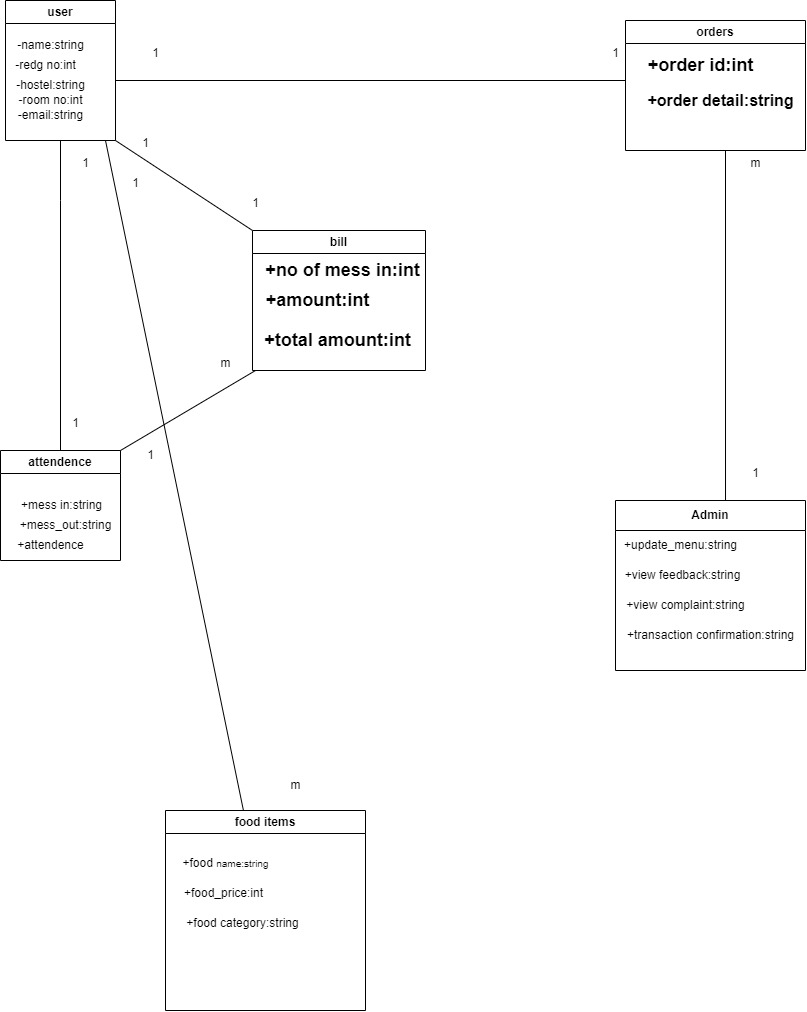 user
-name:string
-redg no:int
-hostel:string
-room no:int
-email:string
1
1
orders
+order id:int
+order detail:string
1
1
1
1
m
bill
+no of mess in:int
+amount:int
+total amount:int
m
1
1
attendence
+mess in:string
+mess_out:string
+attendence
1
Admin
+update_menu:string
+view feedback:string
+view complaint:string
+transaction confirmation:string
m
food items
+food name:string
+food_price:int
+food category:string